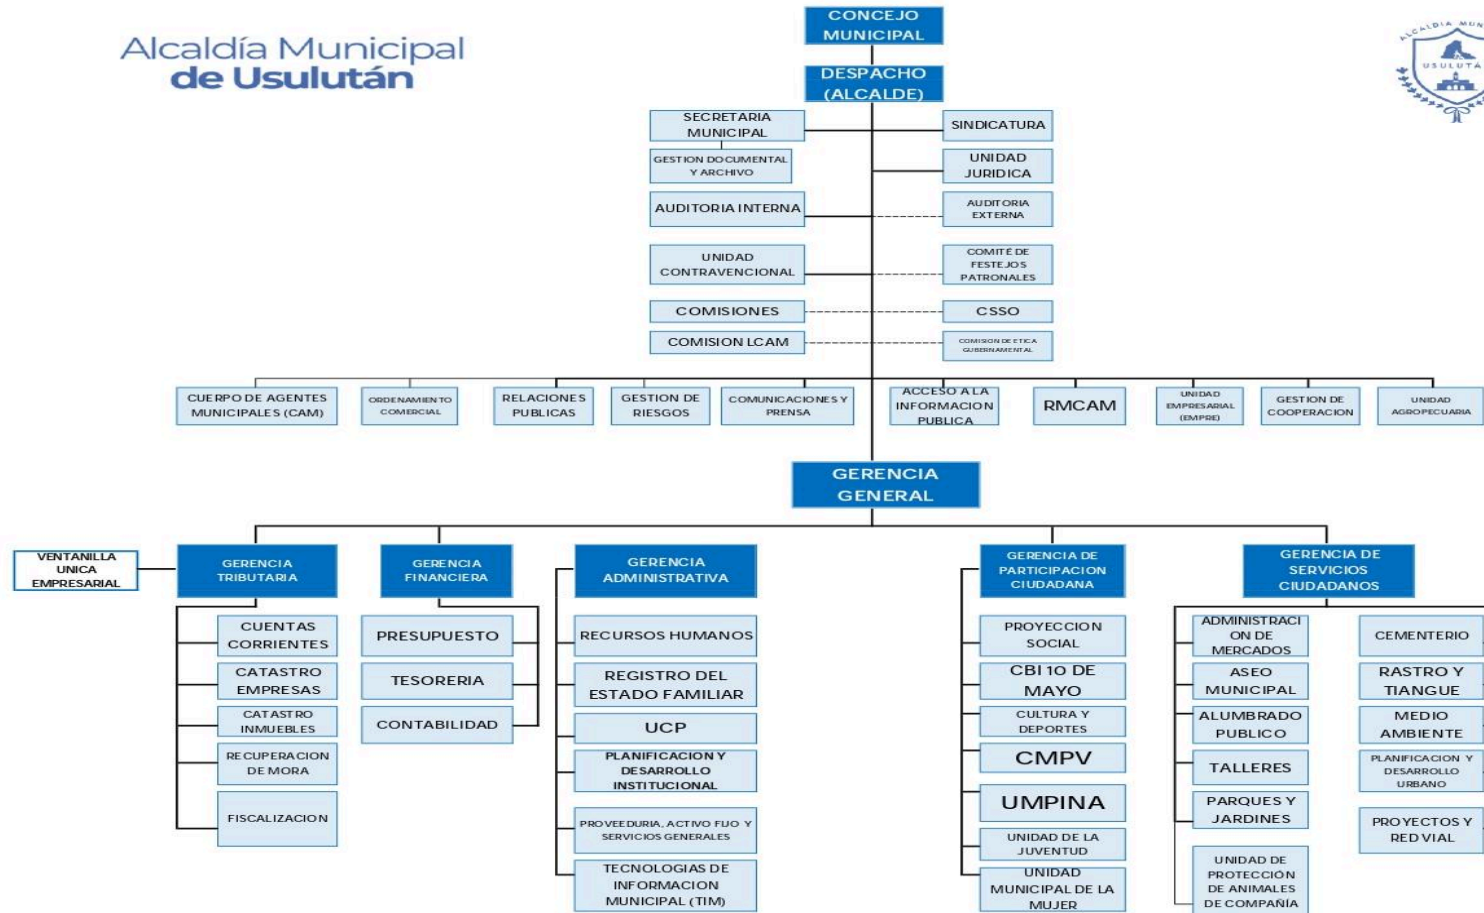 Alcaldía Municipal
de Usulután
CONCEJO
MUNICIPAL
ALCALDIA MUN
USULUTA
DESPACHO
(ALCALDE)
SECRETARIA
MUNICIPAL
SINDICATURA
GESTION DOCUMENTAL
Y ARCHIVO
UNIDAD
JURIDICA
AUDITORIA INTERNA
AUDITORIA
EXTERNA
UNIDAD
CONTRAVENCIONAL
COMITÉ DE
FESTEJOS
PATRONALES
COMISIONES
CSSO
COMISION LCAM
COMISION DE ETICA
GUBERNAMENTAL
CUERPO DE AGENTES
MUNICIPALES (CAM)
ORDENAMIENTO
COMERCIAL
RELACIONES
PUBLICAS
GESTION DE
RIESGOS
COMUNICACIONES Y
PRENSA
ACCESO A LA
INFORMACION
PUBLICA
RMCAM
UNIDAD
EMPRESARIAL
(EMPRE)
GESTION DE
COOPERACION
UNIDAD
AGROPECUARIA
GERENCIA
GENERAL
VENTANILLA
UNICA
EMPRESARIAL
GERENCIA
TRIBUTARIA
GERENCIA
FINANCIERA
GERENCIA
ADMINISTRATIVA
GERENCIA DE
PARTICIPACION
CIUDADANA
GERENCIA DE
SERVICIOS
CIUDADANOS
CUENTAS
CORRIENTES
CATASTRO
EMPRESAS
CATASTRO
INMUEBLES
RECUPERACION
DE MORA
FISCALIZACION
PRESUPUESTO
TESORERIA
CONTABILIDAD
RECURSOS HUMANOS
REGISTRO DEL
ESTADO FAMILIAR
UCP
PLANIFICACION Y
DESARROLLO
INSTITUCIONAL
PROVEEDURIA, ACTIVO FIJO Y
SERVICIOS GENERALES
TECNOLOGIAS DE
INFORMACION
MUNICIPAL (TIM)
PROYECCION
SOCIAL
CBI 10 DE
MAYO
CULTURA Y
DEPORTES
CMPV
UMPINA
UNIDAD DE LA
JUVENTUD
UNIDAD
MUNICIPAL DE LA
MUJER
ADMINISTRACI
ON DE
MERCADOS
ASEO
MUNICIPAL
ALUMBRADO
PUBLICO
TALLERES
PARQUES Y
JARDINES
UNIDAD DE
PROTECCIÓN
DE ANIMALES
DE COMPAÑÍA
CEMENTERIO
RASTRO Y
TIANGUE
MEDIO
AMBIENTE
PLANIFICACION Y
DESARROLLO
URBANO
PROYECTOS Y
RED VIAL